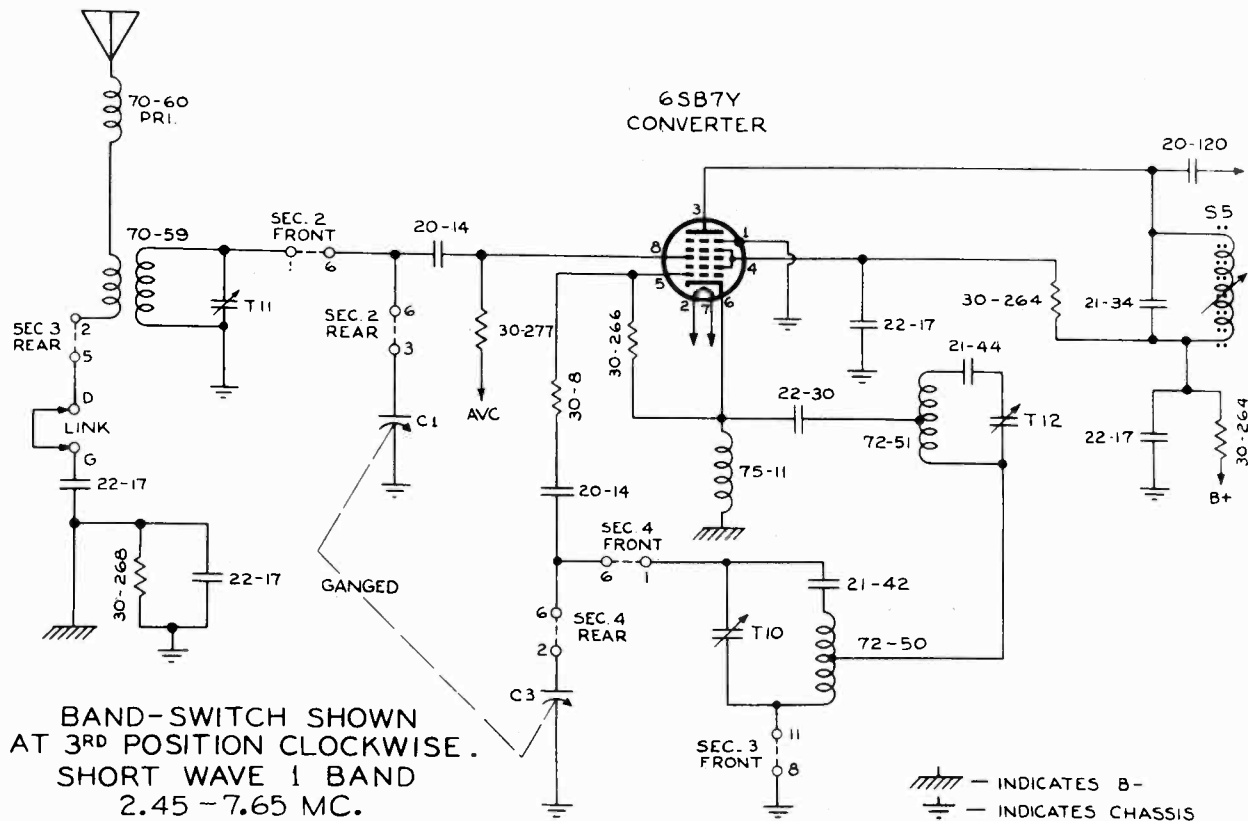 6SB7Y
CONVERTER
70-60
PRI.
20-120
3
1
SEC. 2
FRONT
20-14
S5
70-59
8
5
4
1
6
2
7
6
T11
6
SEC. 2
REAR
3
30-277
30-266
22-17
30-264
21-34
2
SEC 3
REAR
5
21-44
D
LINK
G
C1
AVC
30-8
22-30
T12
72-51
22-17
30-264
22-17
75-11
B+
20-14
SEC. 4
FRONT
6
1
30-268
22-17
GANGED
21-42
6
SEC. 4
REAR
2
T10
72-50
C3
BAND-SWITCH SHOWN
AT 3RD POSITION CLOCKWISE.
SHORT WAVE 1 BAND
2.45-7.65 MC.
11
SEC. 3
FRONT
8
- INDICATES B-
- INDICATES CHASSIS